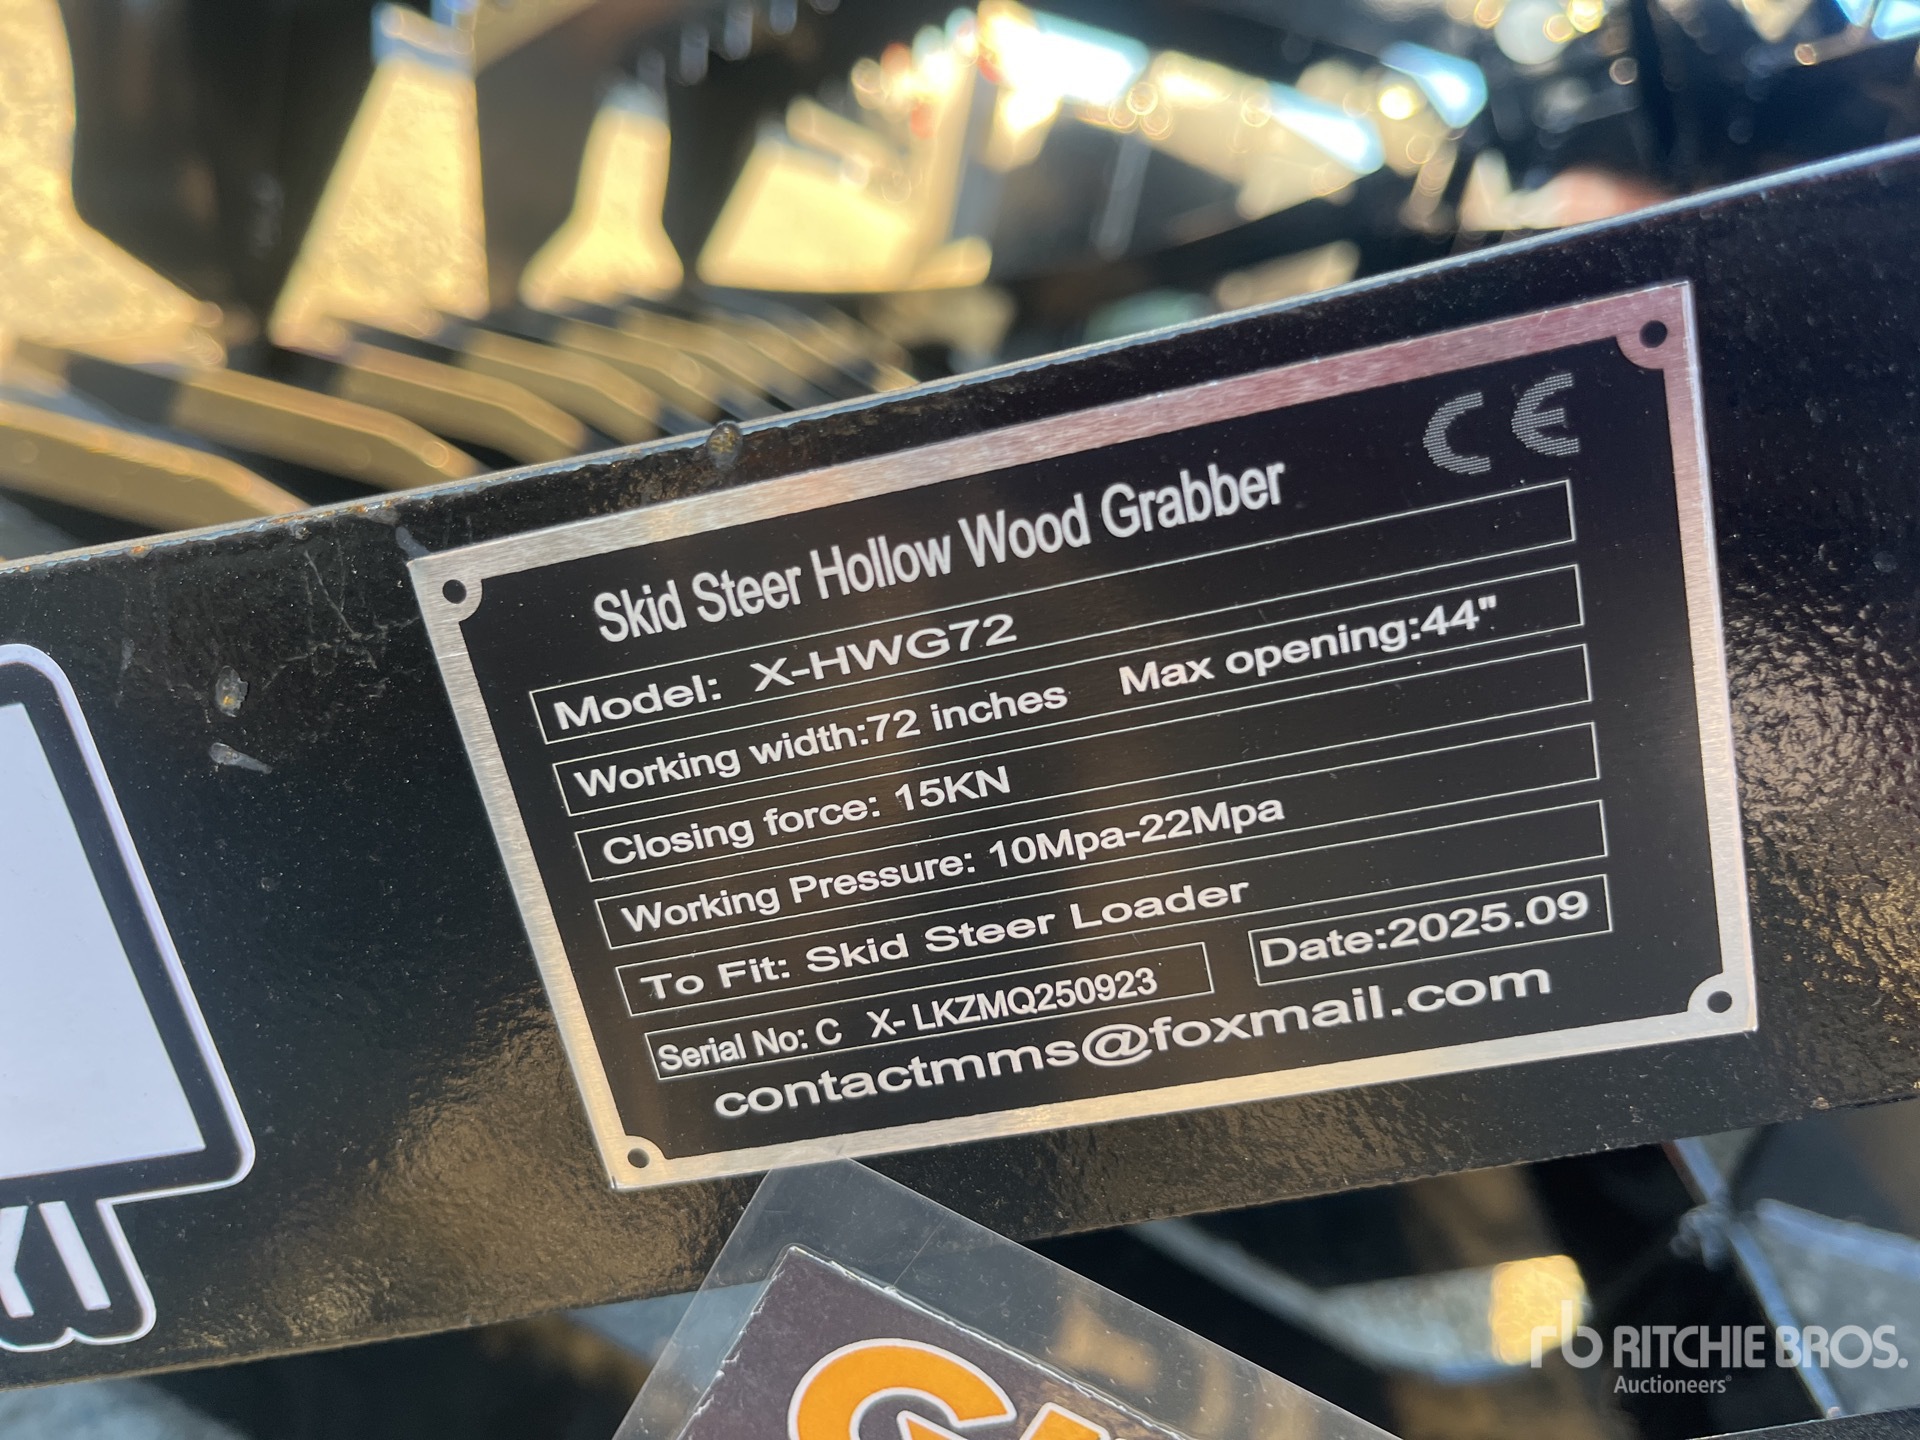 CE
Skid Steer Hollow Wood Grabber
Model: X-HWG72
Working width:72 inches Max opening:44"
Closing force: 15KN
Working Pressure: 10Mpa-22Mpa
To Fit: Skid Steer Loader
Serial No: C X- LKZMQ250923 Date:2025.09
contactmms@foxmail.com
rb RITCHIE BROS.
Auctioneers®